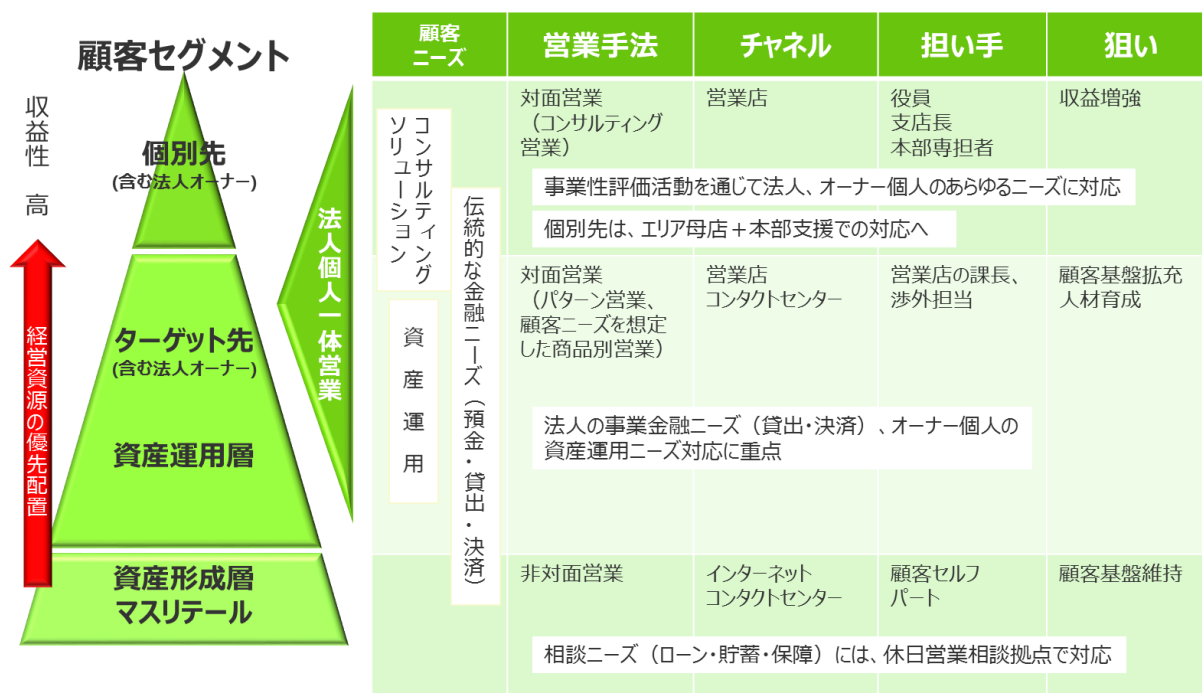 顧客セグメント
収益性 高
経営資源の優先配置
個別先
(含む法人オーナー)
ターゲット先
(含む法人オーナー)
資産運用層
資産形成層
マスリテール
法人個人一体営業
顧客
ニーズ
営業手法
チャネル
担い手
狙い
コンサルティング
ソリューション
資産運用
伝統的な金融ニーズ（預金・貸出・決済）
対面営業
（コンサルティング
営業）
営業店
役員
支店長
本部専担者
収益増強
事業性評価活動を通じて法人、オーナー個人のあらゆるニーズに対応
個別先は、エリア母店＋本部支援での対応へ
対面営業
（パターン営業、
顧客ニーズを想定
した商品別営業）
営業店
コンタクトセンター
営業店の課長、
渉外担当
顧客基盤拡充
人材育成
法人の事業金融ニーズ（貸出・決済）、オーナー個人の
資産運用ニーズ対応に重点
非対面営業
インターネット
コンタクトセンター
顧客セルフ
パート
顧客基盤維持
相談ニーズ（ローン・貯蓄・保障）には、休日営業相談拠点で対応